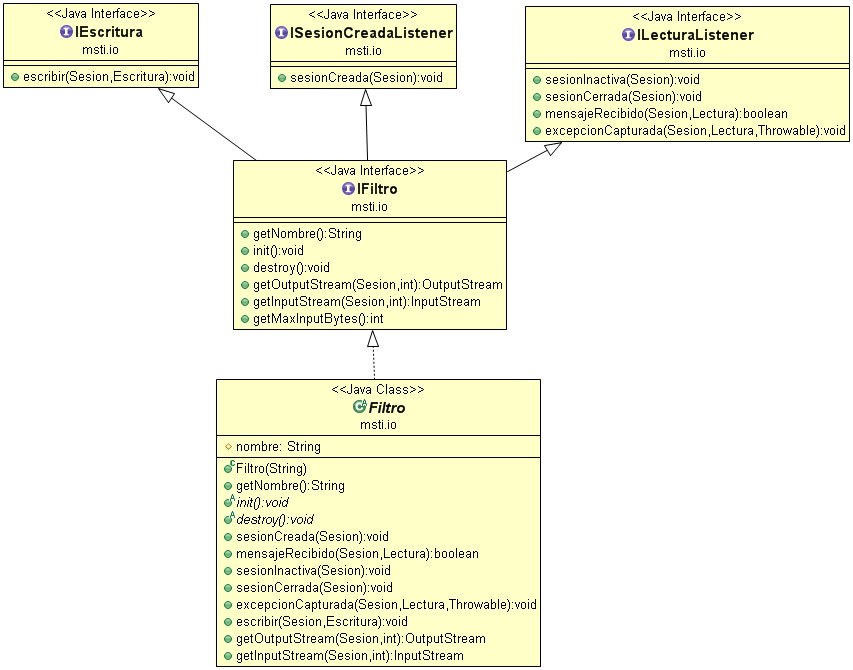 <<Java Interface>>
IEscritura
msti.io
escribir(Sesion,Escritura):void
<<Java Interface>>
ISesionCreadaListener
msti.io
sesionCreada(Sesion):void
<<Java Interface>>
ILecturaListener
msti.io
sesionInactiva(Sesion):void
sesionCerrada(Sesion):void
mensajeRecibido(Sesion,Lectura):boolean
excepcionCapturada(Sesion,Lectura,Throwable):void
<<Java Interface>>
IFiltro
msti.io
getNombre():String
init():void
destroy():void
getOutputStream(Sesion,int):OutputStream
getInputStream(Sesion,int):InputStream
getMaxInputBytes():int
<<Java Class>>
Filtro
msti.io
nombre: String
Filtro(String)
getNombre():String
init():void
destroy():void
sesionCreada(Sesion):void
mensajeRecibido(Sesion,Lectura):boolean
sesionInactiva(Sesion):void
sesionCerrada(Sesion):void
excepcionCapturada(Sesion,Lectura,Throwable):void
escribir(Sesion,Escritura):void
getOutputStream(Sesion,int):OutputStream
getInputStream(Sesion,int):InputStream